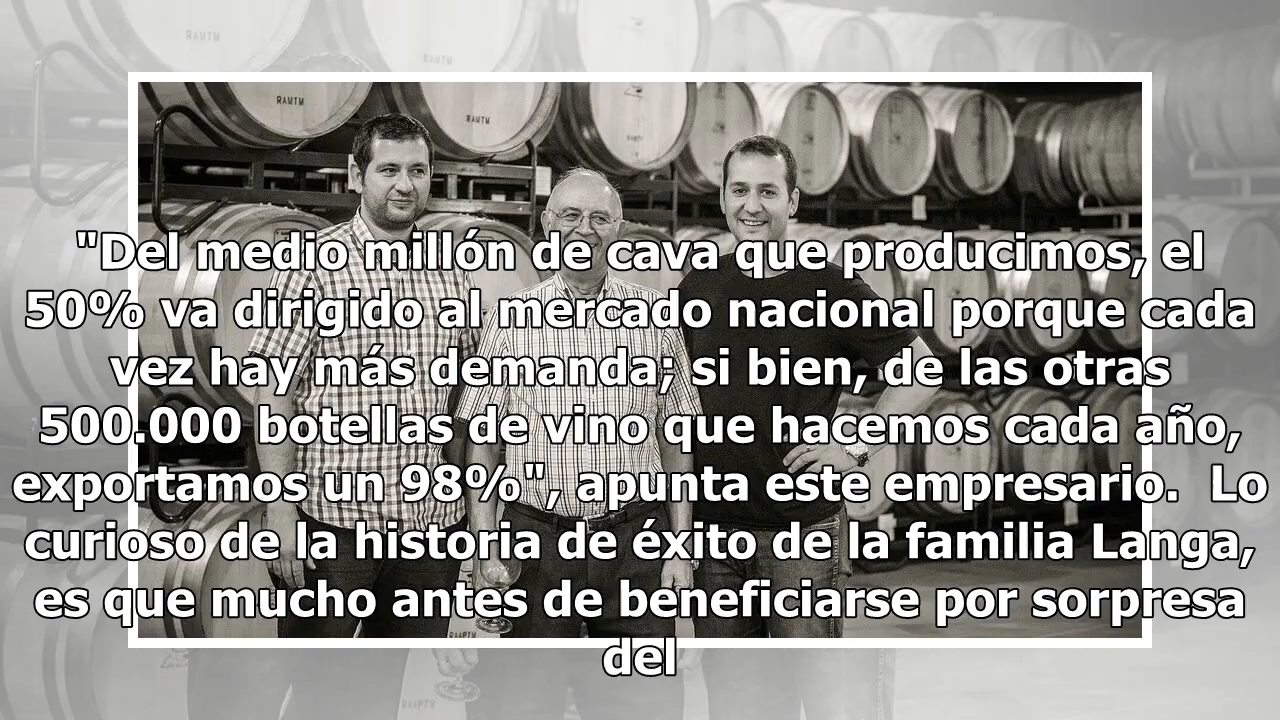 RAMTM
RAMTM
"Del medio millón de cava que producimos, el
50% va dirigido al mercado nacional porque cada
vez hay más demanda; si bien, de las otras
500.000 botellas de vino que hacemos cada año,
exportamos un 98%", apunta este empresario.  Lo
curioso de la historia de éxito de la familia Langa,
es que mucho antes de beneficiarse por sorpresa
del